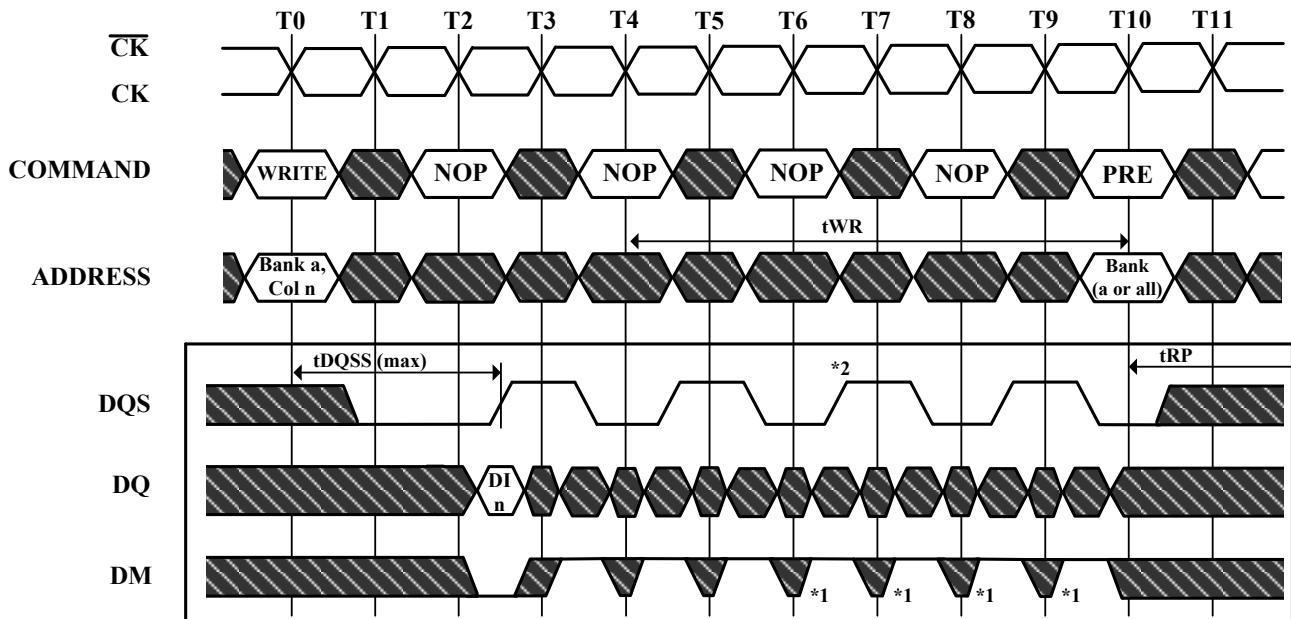 T0 T1 T2 T3 T4 T5 T6 T7 T8 T9 T10 T11
CK
CK
COMMAND WRITE NOP NOP NOP NOP PRE
tWR
ADDRESS Bank a, Col n Bank (a or all)
tDQSS (max) *2 tRP
DQS
DQ DI n
DM *1 *1 *1 *1